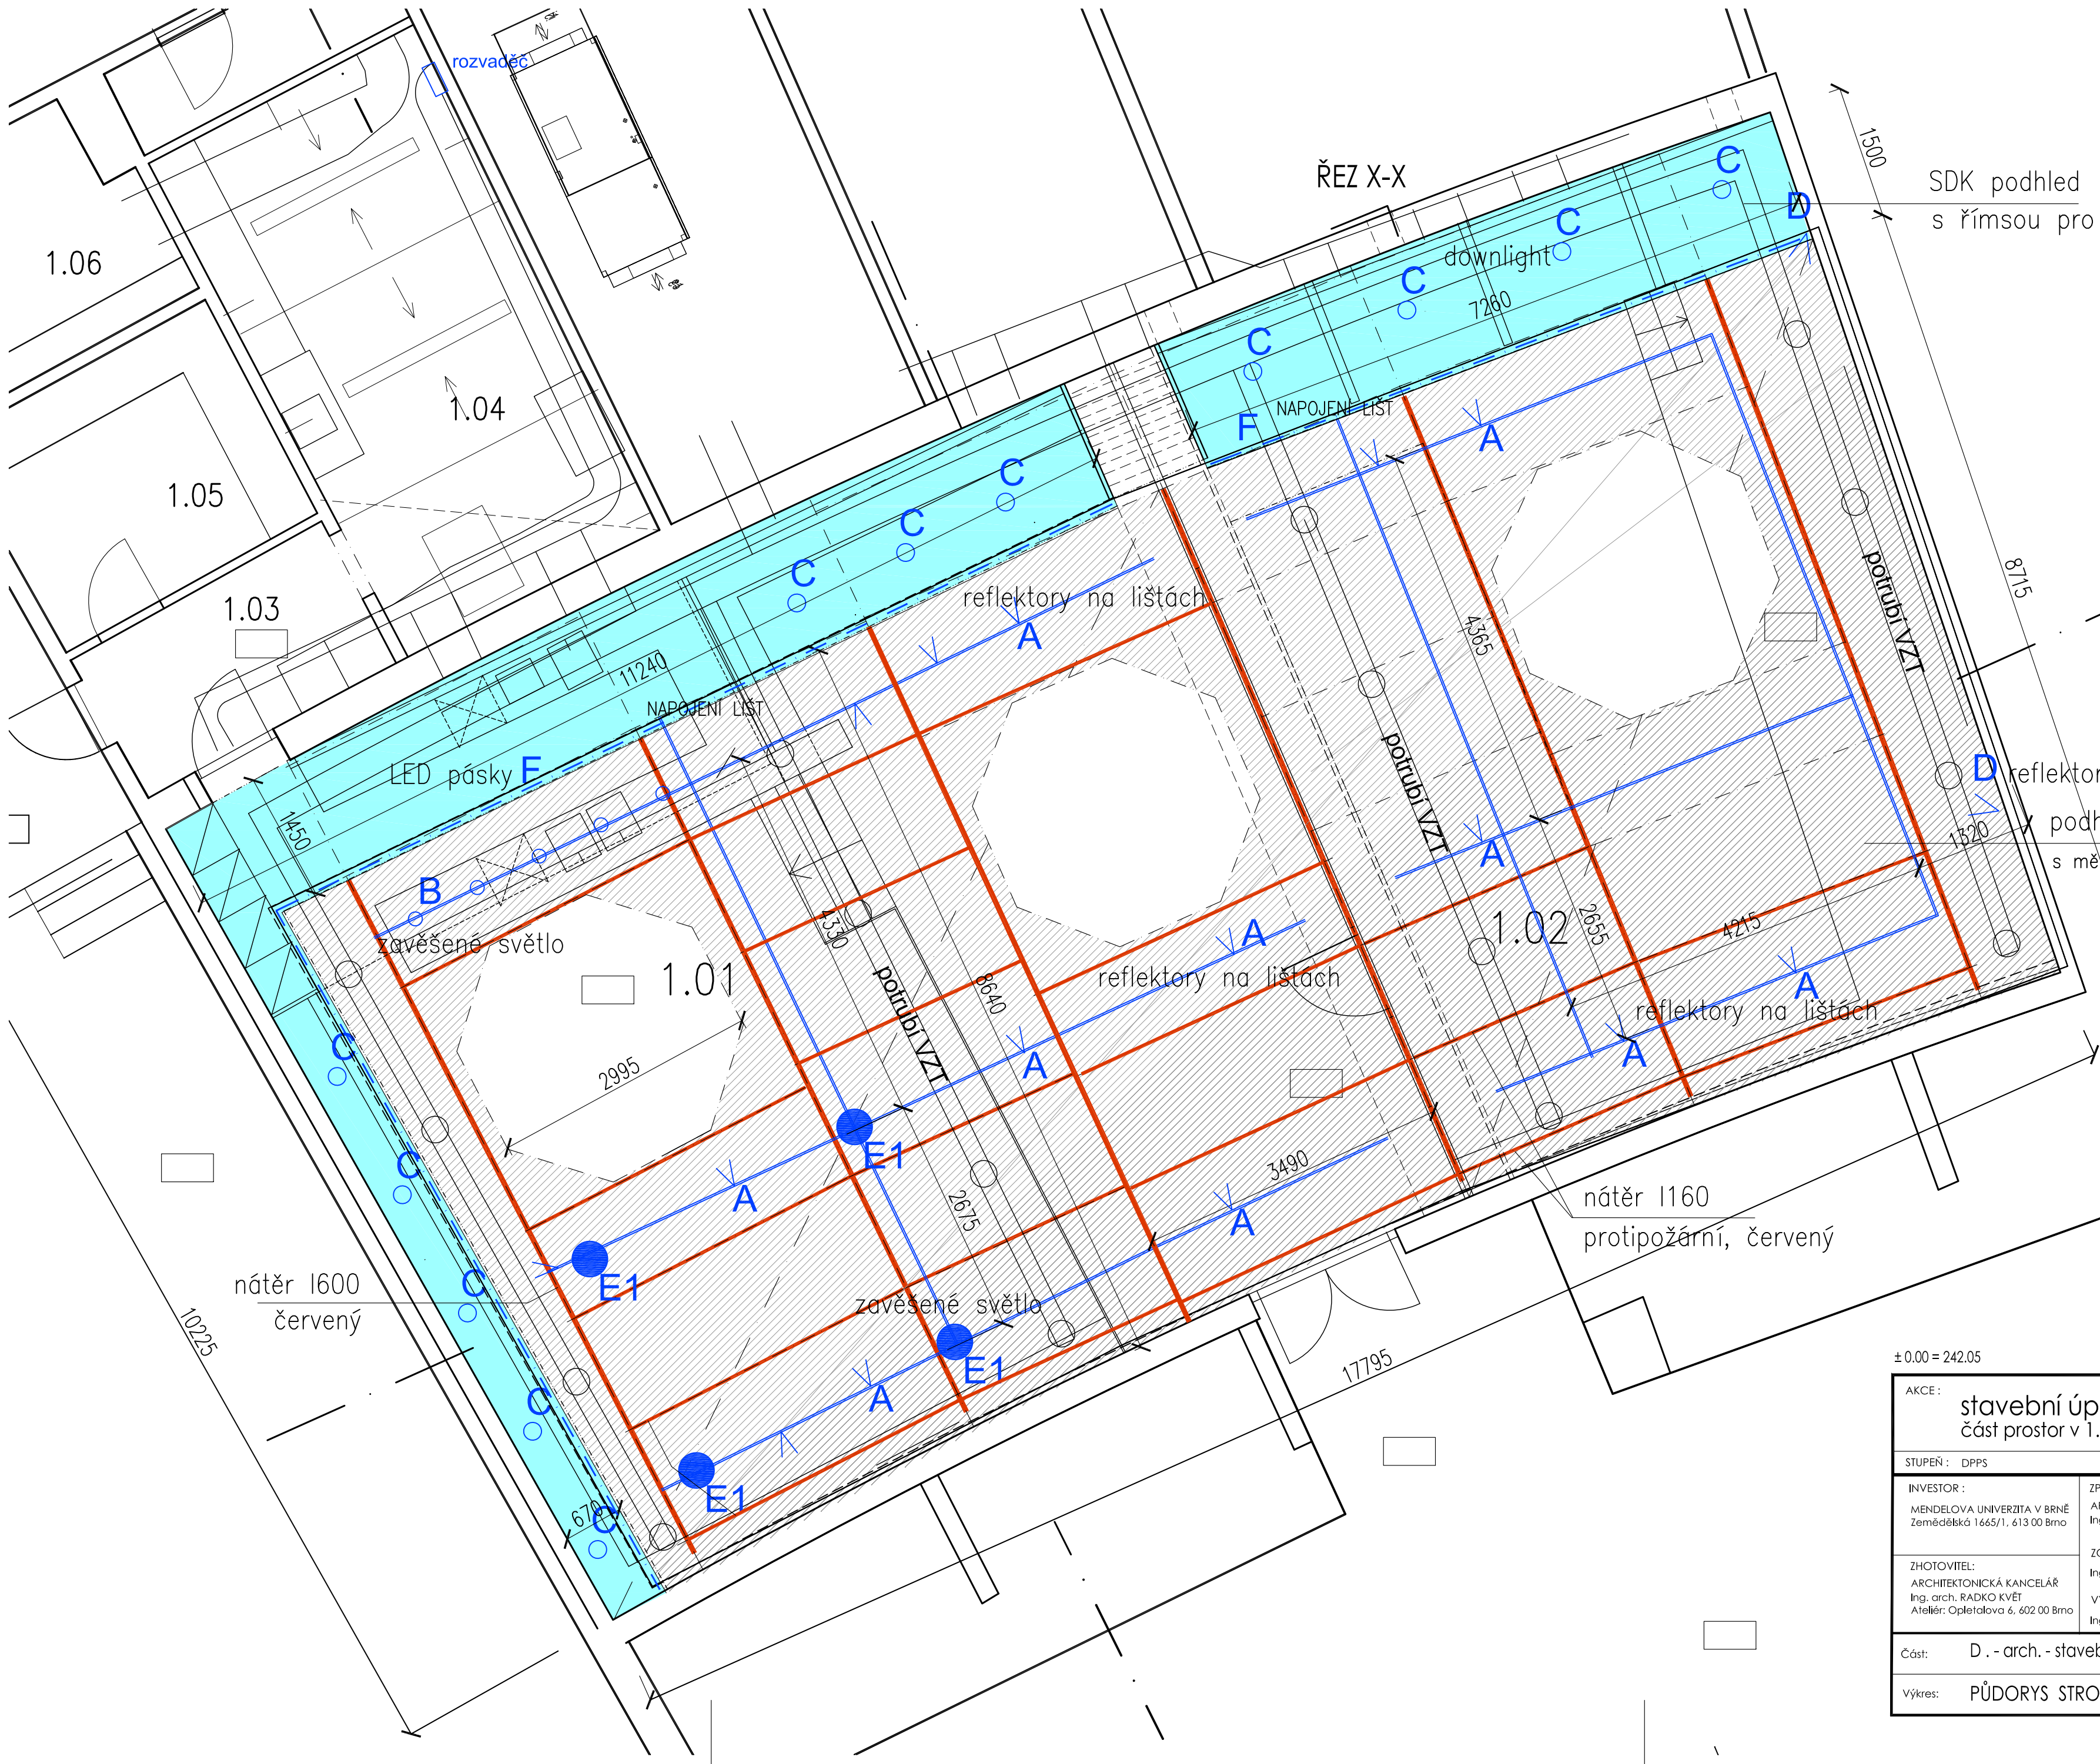 rozvaděč
ŘEZ X-X
1500
SDK podhled
s římsou pro
1.06
C
D
C
downlight
C
7260
C
1.04
NAPOJENÍ LIŠT
F
A
1.05
C
C
C
potrubí VZT
8715
1.03
reflektory na lištách
A
4365
11240
NAPOJENÍ LIŠT
potrubí VZT
LED pásky
F
D
reflektor
1450
A
podh
1320
s mě
B
4330
1.02
2655
4215
zavěšené světlo
A
1.01
8640
reflektory na lištách
A
potrubí VZT
reflektory na lištách
C
2995
A
A
C
E1
3490
A
2675
A
nátěr I160
protipožární, červený
C
nátěr I600
červený
E1
zavěšené světlo
10225
E1
17795
C
A
± 0.00 = 242.05
E1
C
670
AKCE :
stavební úp
část prostor v 1.
STUPEŇ : DPPS
INVESTOR :
ZP
MENDELOVA UNIVERZITA V BRNĚ
Zemědělská 1665/1, 613 00 Brno
Ing
ZHOTOVITEL:
ARCHITEKTONICKÁ KANCELÁŘ
Ing. arch. RADKO KVĚT
Ateliér: Opletalova 6, 602 00 Brno
Část:
D . - arch. - staveb
Výkres:
PŮDORYS STRO